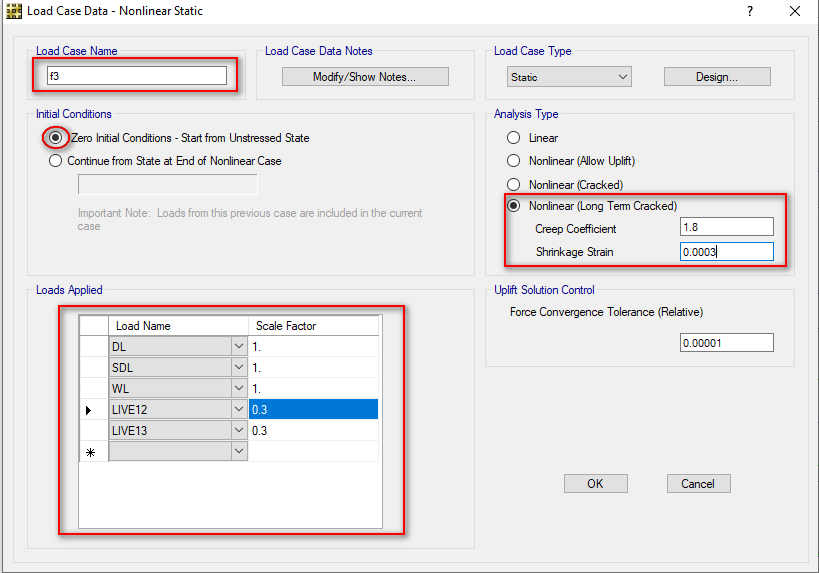 Load Case Data - Nonlinear Static
?
Load Case Name
f3
Load Case Data Notes
Modify/Show Notes...
Load Case Type
Static
Design...
Initial Conditions
Zero Initial Conditions - Start from Unstressed State
Continue from State at End of Nonlinear Case
Important Note: Loads from this previous case are included in the current
case
Analysis Type
Linear
Nonlinear (Allow Uplift)
Nonlinear (Cracked)
Nonlinear (Long Term Cracked)
Creep Coefficient 1.8
Shrinkage Strain 0.0003
Loads Applied
Load Name Scale Factor
DL 1.
SDL 1.
WL 1.
LIVE12 0.3
LIVE13 0.3
Uplift Solution Control
Force Convergence Tolerance (Relative)
0.00001
OK Cancel